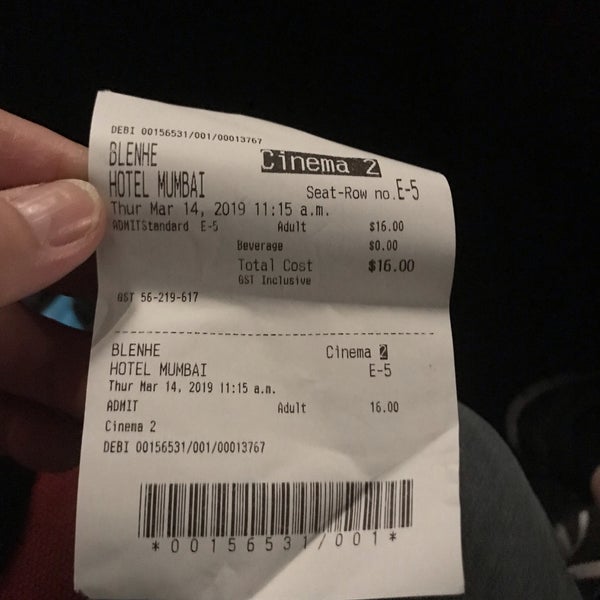 DEBI 00156531/001/00013767
BLENHE Cinema 2
HOTEL MUMBAI Seat-Row no.E-5
Thur Mar 14, 2019 11:15 a.m.
ADMITStandard E-5 Adult $16.00
Beverage $0.00
Total Cost $16.00
GST Inclusive
GST 56-219-617
BLENHE Cinema 2
HOTEL MUMBAI E-5
Thur Mar 14, 2019 11:15 a.m.
ADMIT Adult 16.00
Cinema 2
DEBI 00156531/001/00013767
*00156531/001*